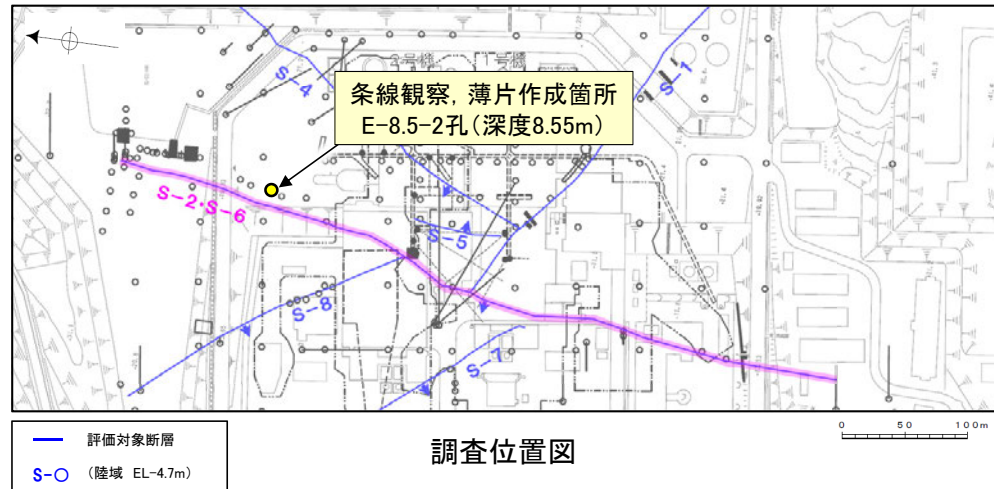 S-4
2号機
1号機
S-1
条線観察，薄片作成箇所
E-8.5-2孔(深度8.55m)
S-2・S-6
S-5
S-8
S-7
評価対象断層
S-○ (陸域 EL-4.7m)
調査位置図
0 50 100m